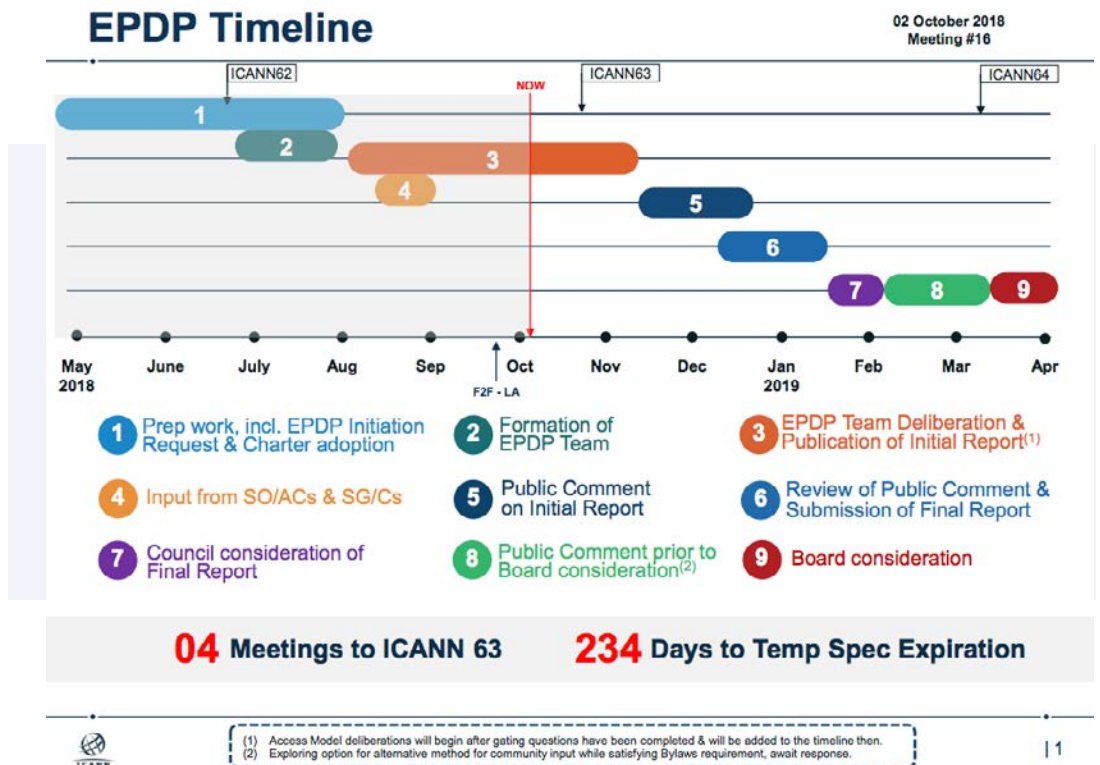 EPDP Timeline
02 October 2018
Meeting #16
ICANN62
ICANN63
ICANN64
NOW
1
2
3
4
5
6
7
8
9
May
2018
June
July
Aug
Sep
Oct
Nov
Dec
Jan
2019
Feb
Mar
Apr
F2F - LA
1 Prep work, incl. EPDP Initiation
Request & Charter adoption
2 Formation of
EPDP Team
3 EPDP Team Deliberation &
Publication of Initial Report(1)
4 Input from SO/ACs & SG/Cs
5 Public Comment
on Initial Report
6 Review of Public Comment &
Submission of Final Report
7 Council consideration of
Final Report
8 Public Comment prior to
Board consideration(2)
9 Board consideration
04 Meetings to ICANN 63
234 Days to Temp Spec Expiration
(1) Access Model deliberations will begin after gating questions have been completed & will be added to the timeline then.
(2) Exploring option for alternative method for community input while satisfying Bylaws requirement, await response.
ICANN
| 1